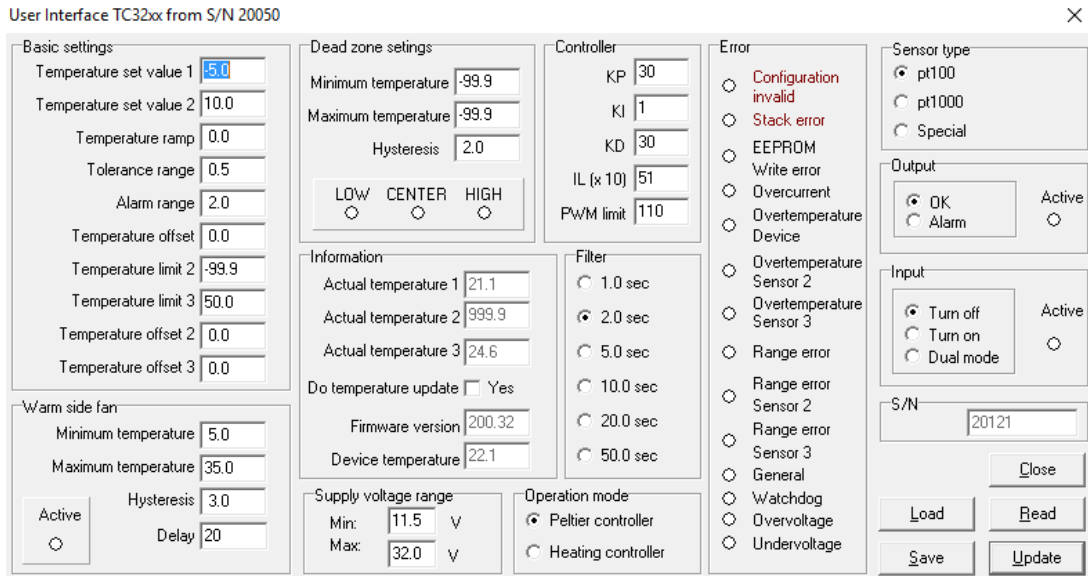 User Interface TC32xx from S/N 20050
Basic settings
Temperature set value 1 -5.0
Temperature set value 2 10.0
Temperature ramp 0.0
Tolerance range 0.5
Alarm range 2.0
Temperature offset 0.0
Temperature limit 2 -99.9
Temperature limit 3 50.0
Temperature offset 2 0.0
Temperature offset 3 0.0
Warm side fan
Minimum temperature 5.0
Maximum temperature 35.0
Hysteresis 3.0
Active
Delay 20
Dead zone setings
Minimum temperature -99.9
Maximum temperature -99.9
Hysteresis 2.0
LOW CENTER HIGH
Information
Actual temperature 1 21.1
Actual temperature 2 999.9
Actual temperature 3 24.6
Do temperature update Yes
Firmware version 200.32
Device temperature 22.1
Supply voltage range
Min: 11.5 V
Max: 32.0 V
Controller
KP 30
KI 1
KD 30
IL (x 10) 51
PWM limit 110
Filter
1.0 sec
2.0 sec
5.0 sec
10.0 sec
20.0 sec
50.0 sec
Operation mode
Peltier controller
Heating controller
Error
Configuration
invalid
Stack error
EEPROM
Write error
Overcurrent
Overtemperature
Device
Overtemperature
Sensor 2
Overtemperature
Sensor 3
Range error
Range error
Sensor 2
Range error
Sensor 3
General
Watchdog
Overvoltage
Undervoltage
Sensor type
pt100
pt1000
Special
Output
OK
Alarm
Active
Input
Turn off
Turn on
Dual mode
Active
S/N
20121
Close
Load Read
Save Update